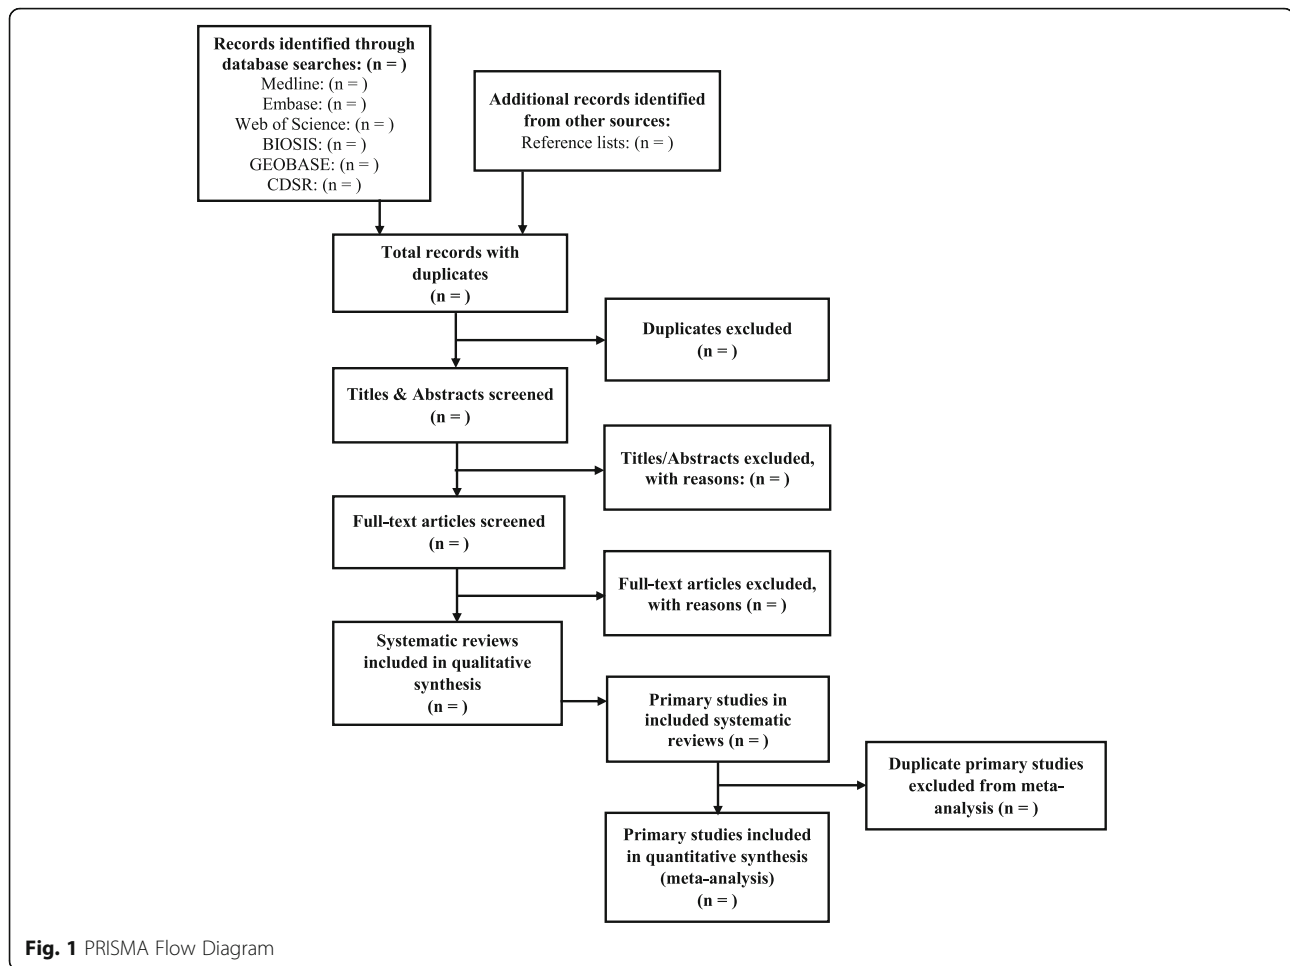 Records identified through
database searches: (n = )
Medline: (n = )
Embase: (n = )
Web of Science: (n = )
BIOSIS: (n = )
GEOBASE: (n = )
CDSR: (n = )
Additional records identified
from other sources:
Reference lists: (n = )
Total records with
duplicates
(n = )
Duplicates excluded
(n = )
Titles & Abstracts screened
(n = )
Titles/Abstracts excluded,
with reasons: (n = )
Full-text articles screened
(n = )
Full-text articles excluded,
with reasons (n = )
Systematic reviews
included in qualitative
synthesis
(n = )
Primary studies in
included systematic
reviews (n = )
Duplicate primary studies
excluded from meta-
analysis (n = )
Primary studies included
in quantitative synthesis
(meta-analysis)
(n = )
Fig. 1 PRISMA Flow Diagram